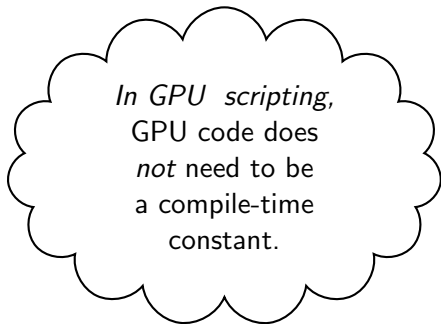 In GPU scripting,
GPU code does
not need to be
a compile-time
constant.